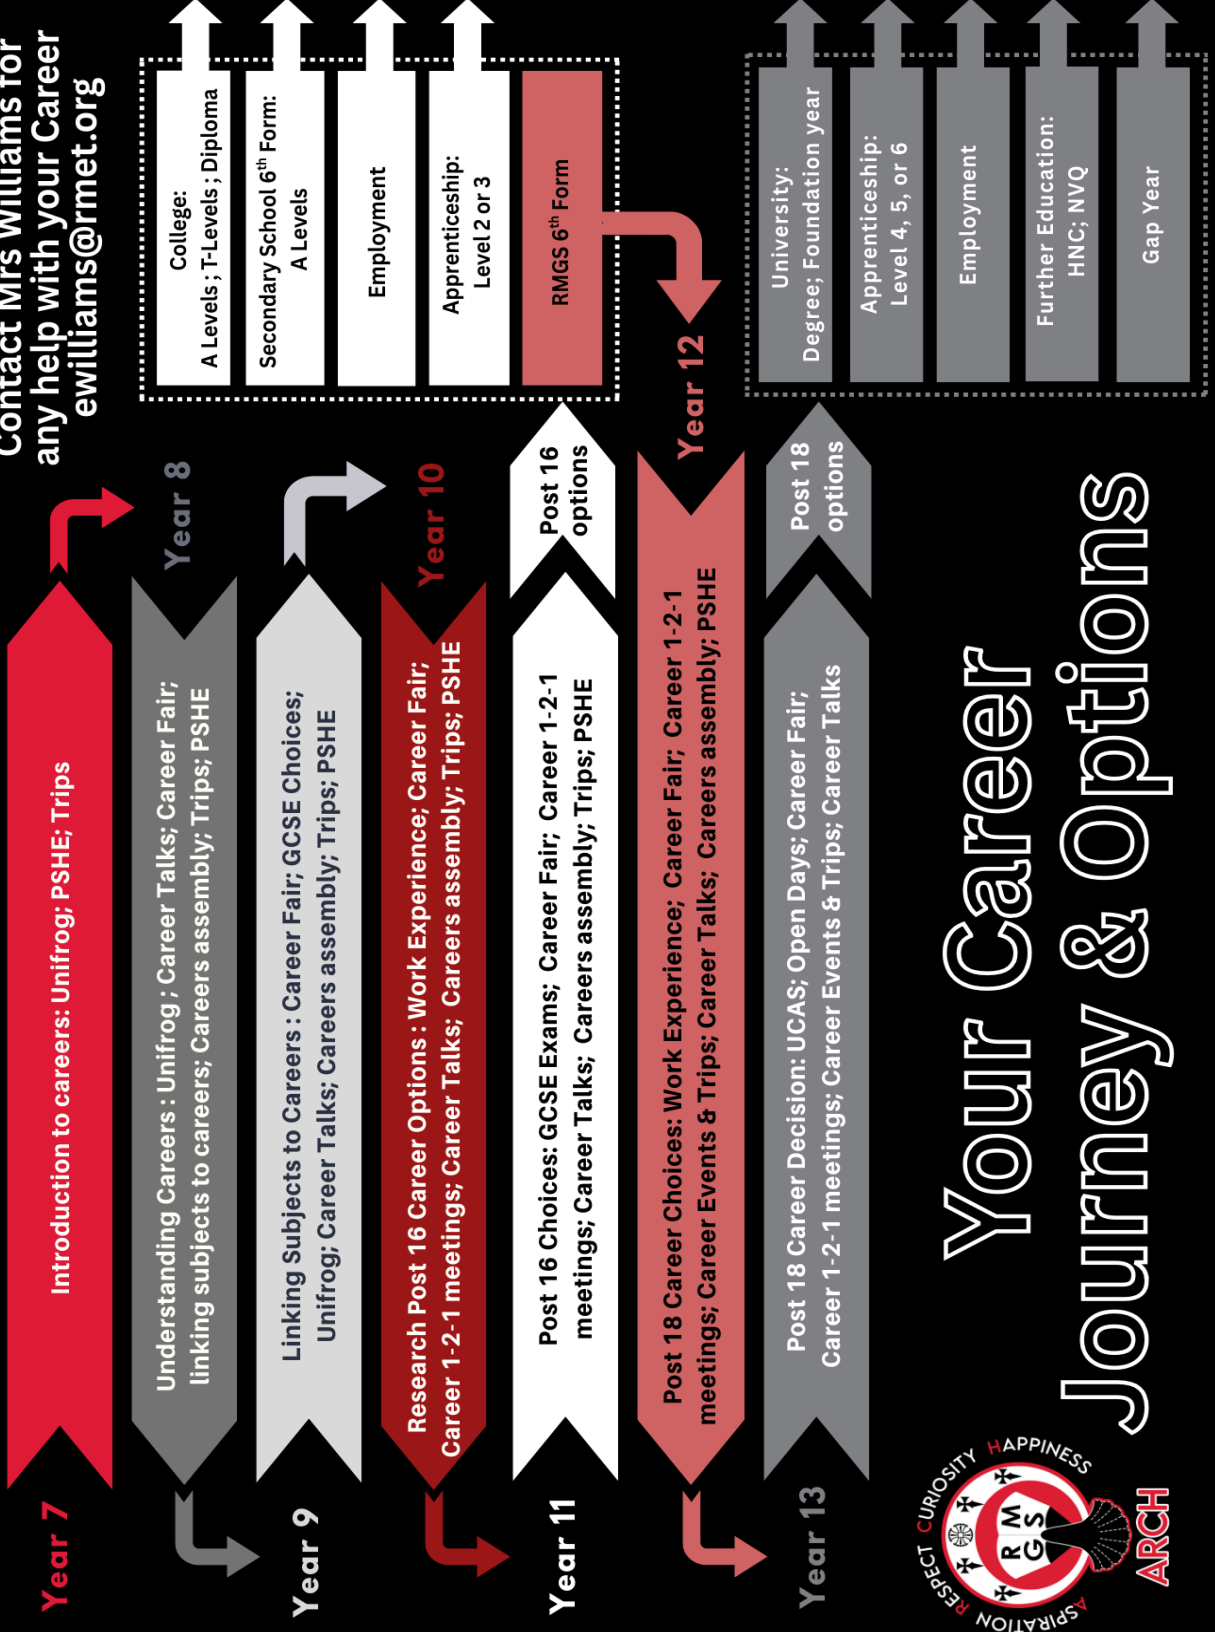 Contact Mrs Williams for
any help with your Career
ewilliams@rmet.org
Year 7
Introduction to careers: Unifrog; PSHE; Trips
Year 8
Understanding Careers : Unifrog ; Career Talks; Career Fair;
linking subjects to careers; Careers assembly; Trips; PSHE
Year 9
Linking Subjects to Careers : Career Fair; GCSE Choices;
Unifrog; Career Talks; Careers assembly; Trips; PSHE
Year 10
Research Post 16 Career Options : Work Experience; Career Fair;
Career 1-2-1 meetings; Career Talks; Careers assembly; Trips; PSHE
Year 11
Post 16 Choices: GCSE Exams; Career Fair; Career 1-2-1
meetings; Career Talks; Careers assembly; Trips; PSHE
Post 16
options
College:
A Levels ; T-Levels ; Diploma
Secondary School 6th Form:
A Levels
Employment
Apprenticeship:
Level 2 or 3
RMGS 6th Form
Year 12
Post 18 Career Choices: Work Experience; Career Fair; Career 1-2-1
meetings; Career Events & Trips; Career Talks; Careers assembly; PSHE
Year 13
Post 18 Career Decision: UCAS; Open Days; Career Fair;
Career 1-2-1 meetings; Career Events & Trips; Career Talks
Post 18
options
University:
Degree; Foundation year
Apprenticeship:
Level 4, 5, or 6
Employment
Further Education:
HNC; NVQ
Gap Year
Your Career
Journey & Options
ASPIRATION RESPECT CURIOSITY HAPPINESS
R M
G S
ARCH